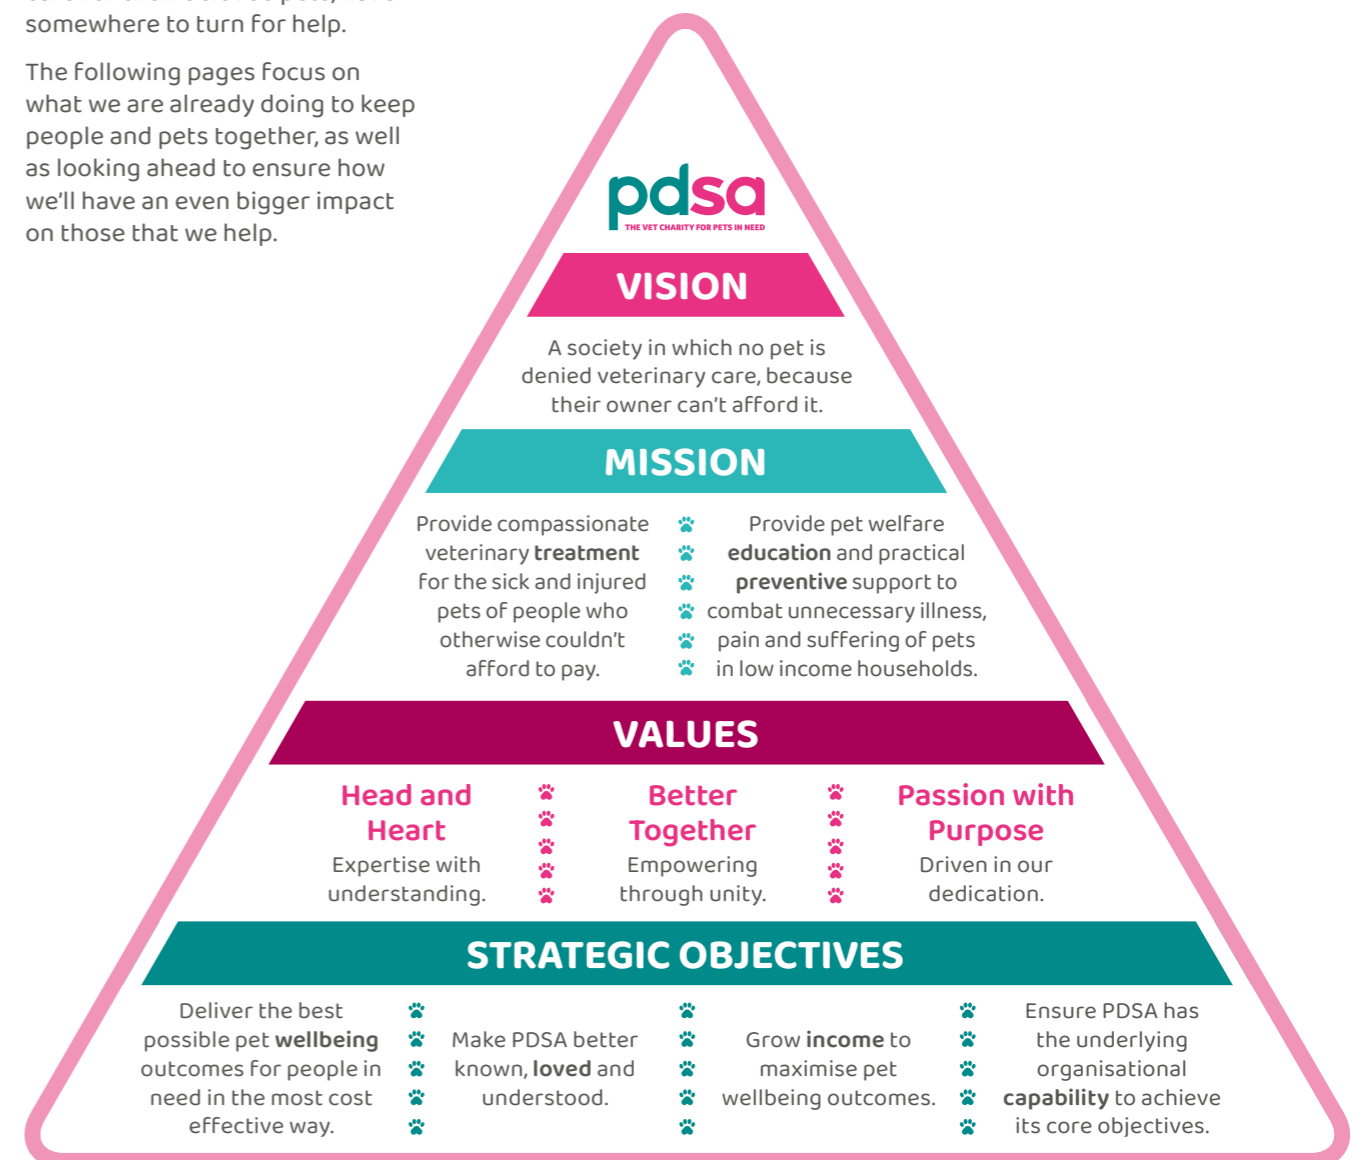 somewhere to turn for help.
The following pages focus on
what we are already doing to keep
people and pets together, as well
as looking ahead to ensure how
we'll have an even bigger impact
on those that we help.
pdsa
THE VET CHARITY FOR PETS IN NEED
VISION
A society in which no pet is
denied veterinary care, because
their owner can't afford it.
MISSION
Provide compassionate
veterinary treatment
for the sick and injured
pets of people who
otherwise couldn't
afford to pay.
Provide pet welfare
education and practical
preventive support to
combat unnecessary illness,
pain and suffering of pets
in low income households.
VALUES
Head and
Heart
Expertise with
understanding.
Better
Together
Empowering
through unity.
Passion with
Purpose
Driven in our
dedication.
STRATEGIC OBJECTIVES
Deliver the best
possible pet wellbeing
outcomes for people in
need in the most cost
effective way.
Make PDSA better
known, loved and
understood.
Grow income to
maximise pet
wellbeing outcomes.
Ensure PDSA has
the underlying
organisational
capability to achieve
its core objectives.